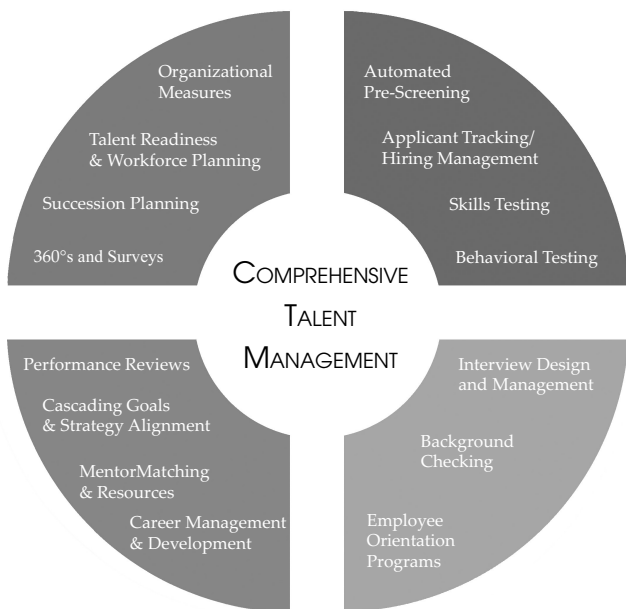 Organizational
Measures
Talent Readiness
& Workforce Planning
Succession Planning
360°s and Surveys
Automated
Pre-Screening
Applicant Tracking/
Hiring Management
Skills Testing
Behavioral Testing
COMPREHENSIVE
TALENT
MANAGEMENT
Performance Reviews
Cascading Goals
& Strategy Alignment
MentorMatching
& Resources
Career Management
& Development
Interview Design
and Management
Background
Checking
Employee
Orientation
Programs